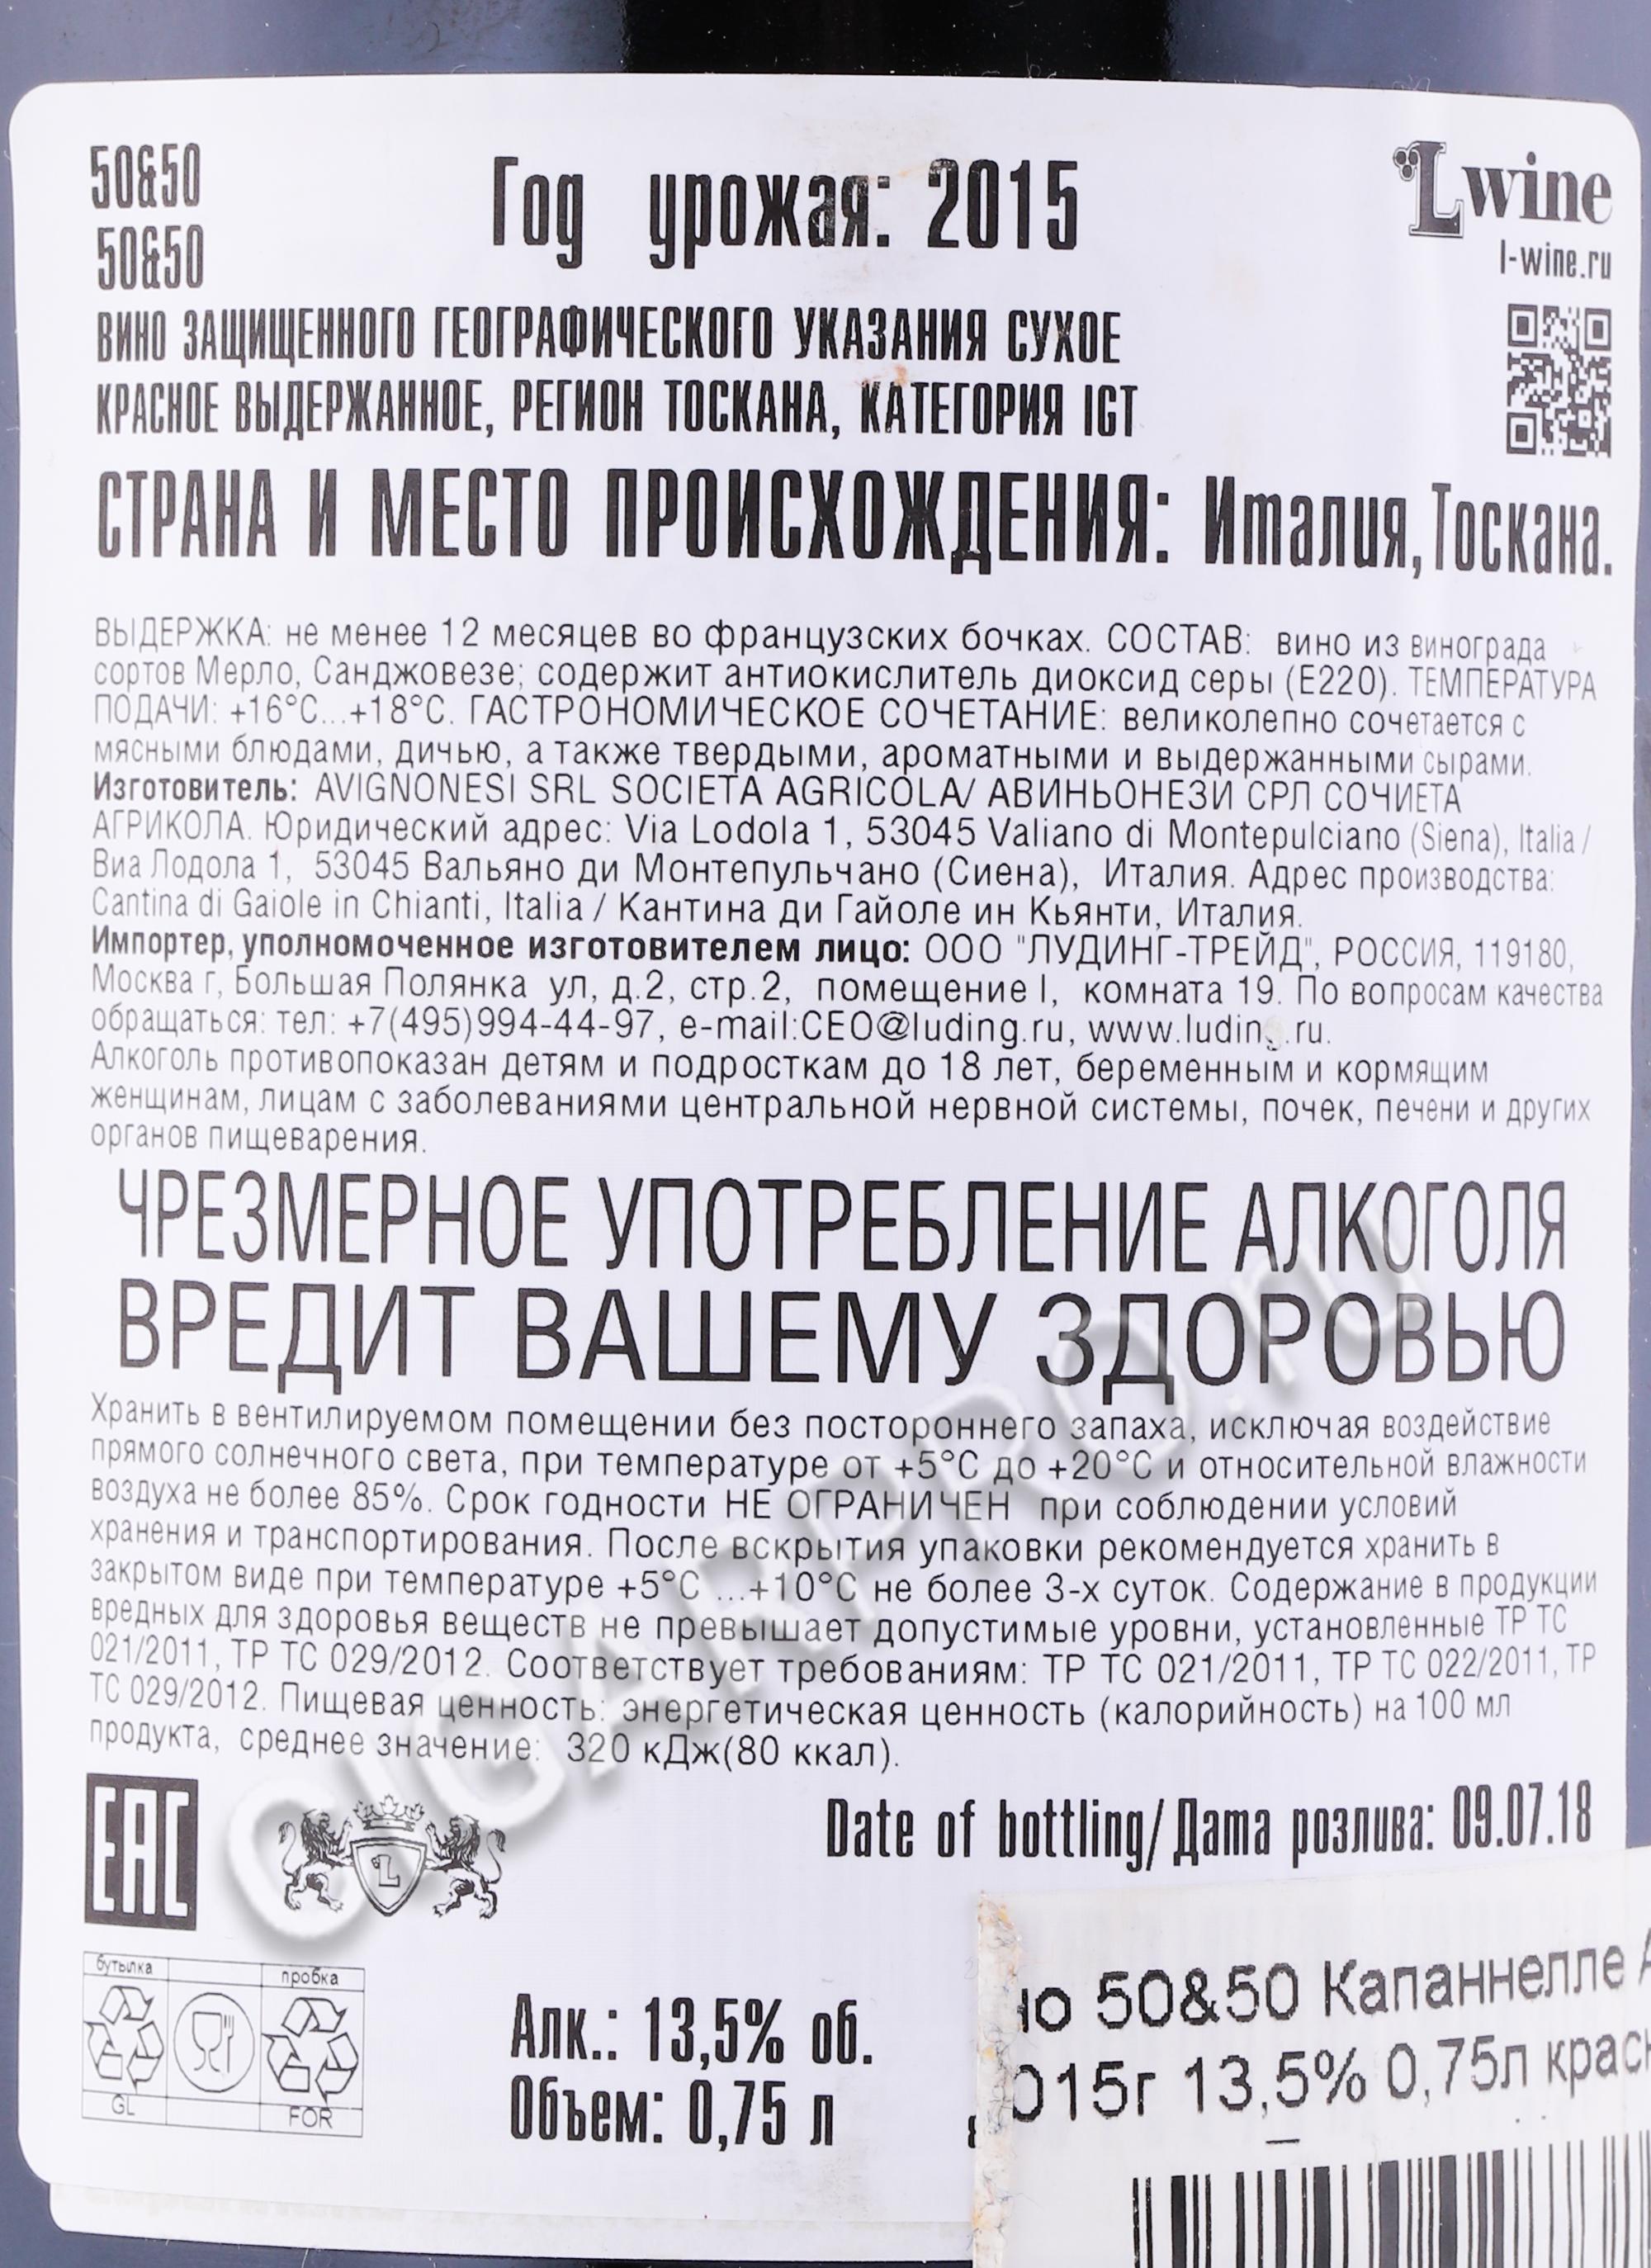 50&50
Год урожая: 2015
Lwine
50&50
l-wine.ru
ВИНО ЗАЩИЩЕННОГО ГЕОГРАФИЧЕСКОГО УКАЗАНИЯ СУХОЕ
КРАСНОЕ ВЫДЕРЖАННОЕ, РЕГИОН ТОСКАНА, КАТЕГОРИЯ IGT
СТРАНА И МЕСТО ПРОИСХОЖДЕНИЯ: Италия, Тоскана.
ВЫДЕРЖКА: не менее 12 месяцев во французских бочках. СОСТАВ: вино из винограда
сортов Мерло, Санджовезе; содержит антиокислитель диоксид серы (Е220). ТЕМПЕРАТУРА
ПОДАЧИ: +16°С...+18°С. ГАСТРОНОМИЧЕСКОЕ СОЧЕТАНИЕ: великолепно сочетается с
мясными блюдами, дичью, а также твердыми, ароматными и выдержанными сырами.
Изготовитель: AVIGNONESI SRL SOCIETA AGRICOLA/ АВИНЬОНЕЗИ СРЛ СОЧИЕТА
АГРИКОЛА. Юридический адрес: Via Lodola 1, 53045 Valiano di Montepulciano (Siena), Italia /
Виа Лодола 1, 53045 Вальяно ди Монтепульчано (Сиена), Италия. Адрес производства:
Cantina di Gaiole in Chianti, Italia / Кантина ди Гайоле ин Кьянти, Италия.
Импортер, уполномоченное изготовителем лицо: ООО "ЛУДИНГ-ТРЕЙД", РОССИЯ, 119180,
Москва г, Большая Полянка ул, д.2, стр.2, помещение I, комната 19. По вопросам качества
обращаться: тел: +7(495)994-44-97, e-mail:CEO@luding.ru, www.luding.ru.
Алкоголь противопоказан детям и подросткам до 18 лет, беременным и кормящим
женщинам, лицам с заболеваниями центральной нервной системы, почек, печени и других
органов пищеварения.
ЧРЕЗМЕРНОЕ УПОТРЕБЛЕНИЕ АЛКОГОЛЯ
ВРЕДИТ ВАШЕМУ ЗДОРОВЬЮ
Хранить в вентилируемом помещении без постороннего запаха, исключая воздействие
прямого солнечного света, при температуре от +5°С до +20°С и относительной влажности
воздуха не более 85%. Срок годности НЕ ОГРАНИЧЕН при соблюдении условий
хранения и транспортирования. После вскрытия упаковки рекомендуется хранить в
закрытом виде при температуре +5°С ...+10°С не более 3-х суток. Содержание в продукции
вредных для здоровья веществ не превышает допустимые уровни, установленные ТР ТС
021/2011, ТР ТС 029/2012. Соответствует требованиям: ТР ТС 021/2011, ТР ТС 022/2011, ТР
ТС 029/2012. Пищевая ценность: энергетическая ценность (калорийность) на 100 мл
продукта, среднее значение: 320 кДж(80 ккал).
CIGARPRO.ru
EAC
L
Date of bottling/Дата розлива: 09.07.18
бутылка
пробка
GL
FOR
Алк.: 13,5% об.
Объем: 0,75 л
но 50&50 Капаннелле А
015г 13,5% 0,75л красн